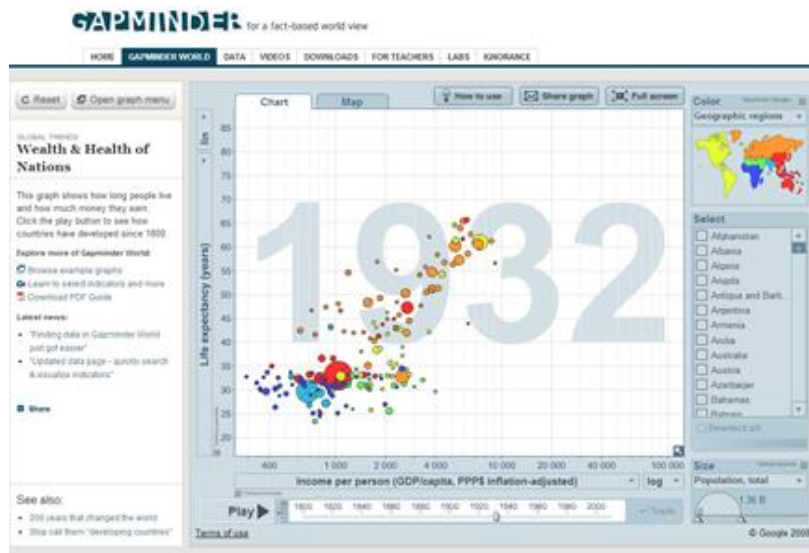 GAPMINDER for a fact-based world view
HOME GAPMINDER WORLD DATA VIDEOS DOWNLOADS FOR TEACHERS LABS IGNORANCE
Reset Open graph menu
Chart Map How to use Share graph Full screen
GLOBAL TRENDS
Wealth & Health of
Nations
This graph shows how long people live
and how much money they earn.
Click the play button to see how
countries have developed since 1800.
Explore more of Gapminder World:
Browse example graphs
Learn to select indicators and more
Download PDF Guide
Latest news:
"Finding data in Gapminder World
just got easier"
"Updated data page - quickly search
& visualize indicators"
Share
See also:
200 years that changed the world
Stop call them "developing countries"
lin
Life expectancy (years)
85
80
75
70
65
60
55
50
45
40
35
30
25
20
1932
400 1 000 2 000 4 000 10 000 20 000 40 000 100 000
Income per person (GDP/capita, PPP$ inflation-adjusted) log
Play 1800 1820 1840 1860 1880 1900 1920 1940 1960 1980 2000 Trails
Terms of use
Color
Geographic regions
Select
Afghanistan
Albania
Algeria
Angola
Antigua and Barb..
Argentina
Armenia
Aruba
Australia
Austria
Azerbaijan
Bahamas
Bahrain
Deselect all
Size
Population, total
1.36 B
© Google 2008